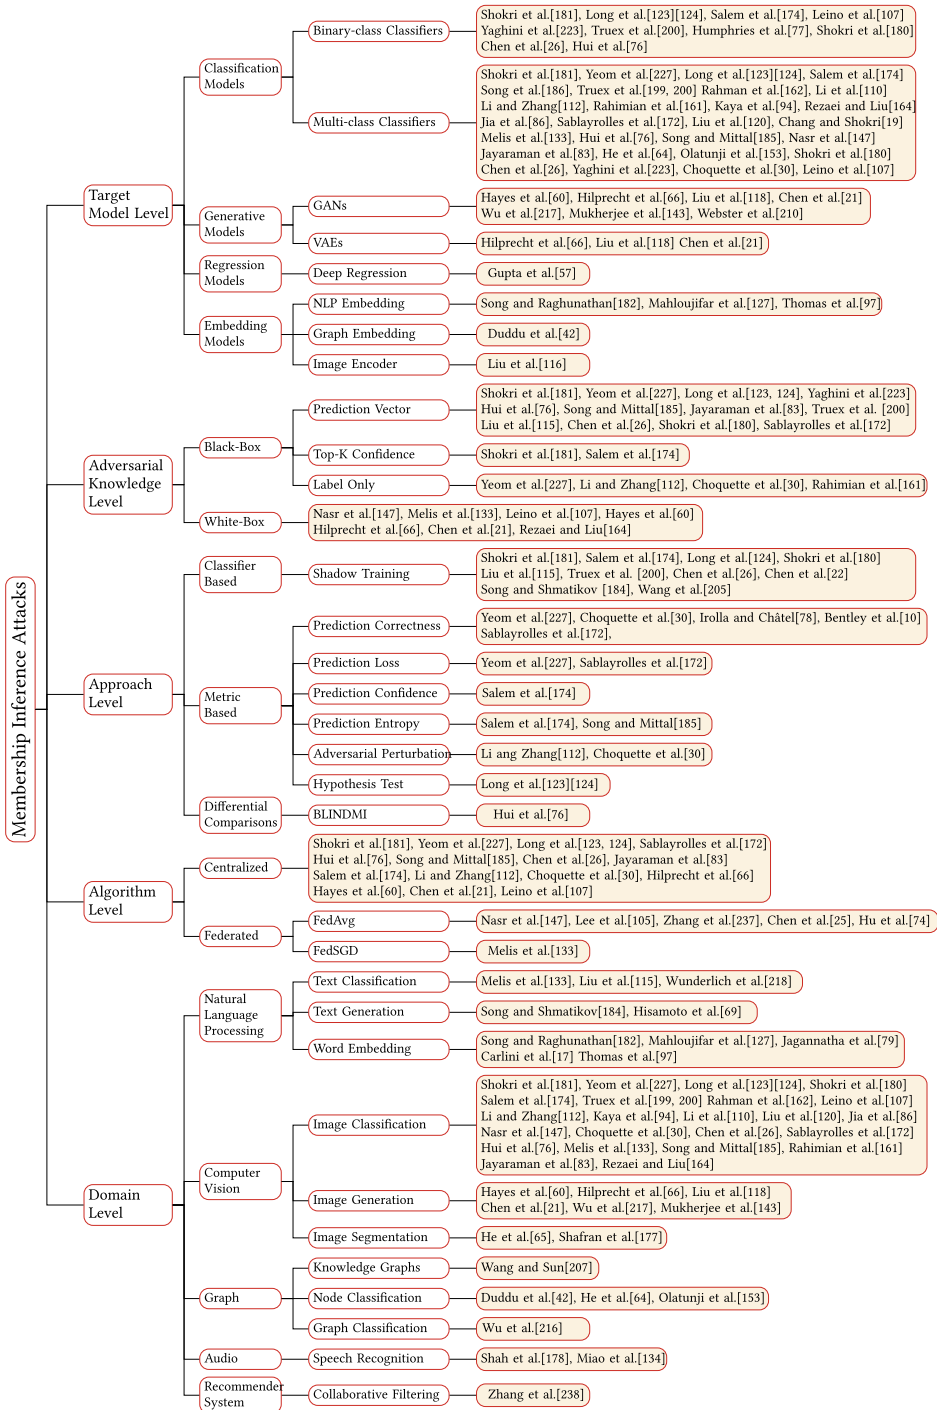 Membership Inference Attacks
Target
Model Level
Classification
Models
Binary-class Classifiers
Shokri et al.[181], Long et al.[123][124], Salem et al.[174], Leino et al.[107]
Yaghini et al.[223], Truex et al.[200], Humphries et al.[77], Shokri et al.[180]
Chen et al.[26], Hui et al.[76]
Multi-class Classifiers
Shokri et al.[181], Yeom et al.[227], Long et al.[123][124], Salem et al.[174]
Song et al.[186], Truex et al.[199, 200] Rahman et al.[162], Li et al.[110]
Li and Zhang[112], Rahimian et al.[161], Kaya et al.[94], Rezaei and Liu[164]
Jia et al.[86], Sablayrolles et al.[172], Liu et al.[120], Chang and Shokri[19]
Melis et al.[133], Hui et al.[76], Song and Mittal[185], Nasr et al.[147]
Jayaraman et al.[83], He et al.[64], Olatunji et al.[153], Shokri et al.[180]
Chen et al.[26], Yaghini et al.[223], Choquette et al.[30], Leino et al.[107]
Generative
Models
GANs
Hayes et al.[60], Hilprecht et al.[66], Liu et al.[118], Chen et al.[21]
Wu et al.[217], Mukherjee et al.[143], Webster et al.[210]
VAEs
Hilprecht et al.[66], Liu et al.[118] Chen et al.[21]
Regression
Models
Deep Regression
Gupta et al.[57]
Embedding
Models
NLP Embedding
Song and Raghunathan[182], Mahloujifar et al.[127], Thomas et al.[97]
Graph Embedding
Duddu et al.[42]
Image Encoder
Liu et al.[116]
Adversarial
Knowledge
Level
Black-Box
Prediction Vector
Shokri et al.[181], Yeom et al.[227], Long et al.[123, 124], Yaghini et al.[223]
Hui et al.[76], Song and Mittal[185], Jayaraman et al.[83], Truex et al. [200]
Liu et al.[115], Chen et al.[26], Shokri et al.[180], Sablayrolles et al.[172]
Top-K Confidence
Shokri et al.[181], Salem et al.[174]
Label Only
Yeom et al.[227], Li and Zhang[112], Choquette et al.[30], Rahimian et al.[161]
White-Box
Nasr et al.[147], Melis et al.[133], Leino et al.[107], Hayes et al.[60]
Hilprecht et al.[66], Chen et al.[21], Rezaei and Liu[164]
Approach
Level
Classifier
Based
Shadow Training
Shokri et al.[181], Salem et al.[174], Long et al.[124], Shokri et al.[180]
Liu et al.[115], Truex et al. [200], Chen et al.[26], Chen et al.[22]
Song and Shmatikov [184], Wang et al.[205]
Metric
Based
Prediction Correctness
Yeom et al.[227], Choquette et al.[30], Irolla and Châtel[78], Bentley et al.[10]
Sablayrolles et al.[172],
Prediction Loss
Yeom et al.[227], Sablayrolles et al.[172]
Prediction Confidence
Salem et al.[174]
Prediction Entropy
Salem et al.[174], Song and Mittal[185]
Adversarial Perturbation
Li ang Zhang[112], Choquette et al.[30]
Hypothesis Test
Long et al.[123][124]
Differential
Comparisons
BLINDMI
Hui et al.[76]
Algorithm
Level
Centralized
Shokri et al.[181], Yeom et al.[227], Long et al.[123, 124], Sablayrolles et al.[172]
Hui et al.[76], Song and Mittal[185], Chen et al.[26], Jayaraman et al.[83]
Salem et al.[174], Li and Zhang[112], Choquette et al.[30], Hilprecht et al.[66]
Hayes et al.[60], Chen et al.[21], Leino et al.[107]
Federated
FedAvg
Nasr et al.[147], Lee et al.[105], Zhang et al.[237], Chen et al.[25], Hu et al.[74]
FedSGD
Melis et al.[133]
Domain
Level
Natural
Language
Processing
Text Classification
Melis et al.[133], Liu et al.[115], Wunderlich et al.[218]
Text Generation
Song and Shmatikov[184], Hisamoto et al.[69]
Word Embedding
Song and Raghunathan[182], Mahloujifar et al.[127], Jagannatha et al.[79]
Carlini et al.[17] Thomas et al.[97]
Computer
Vision
Image Classification
Shokri et al.[181], Yeom et al.[227], Long et al.[123][124], Shokri et al.[180]
Salem et al.[174], Truex et al.[199, 200] Rahman et al.[162], Leino et al.[107]
Li and Zhang[112], Kaya et al.[94], Li et al.[110], Liu et al.[120], Jia et al.[86]
Nasr et al.[147], Choquette et al.[30], Chen et al.[26], Sablayrolles et al.[172]
Hui et al.[76], Melis et al.[133], Song and Mittal[185], Rahimian et al.[161]
Jayaraman et al.[83], Rezaei and Liu[164]
Image Generation
Hayes et al.[60], Hilprecht et al.[66], Liu et al.[118]
Chen et al.[21], Wu et al.[217], Mukherjee et al.[143]
Image Segmentation
He et al.[65], Shafran et al.[177]
Graph
Knowledge Graphs
Wang and Sun[207]
Node Classification
Duddu et al.[42], He et al.[64], Olatunji et al.[153]
Graph Classification
Wu et al.[216]
Audio
Speech Recognition
Shah et al.[178], Miao et al.[134]
Recommender
System
Collaborative Filtering
Zhang et al.[238]